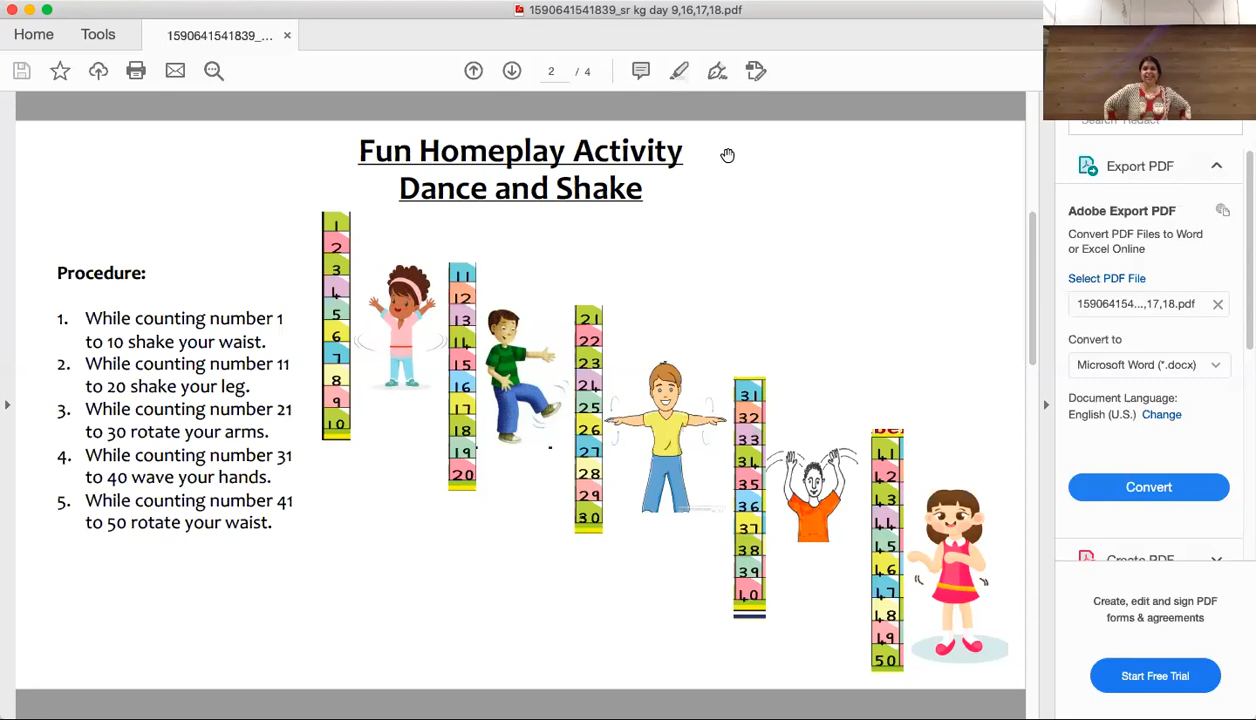 1590641541839_sr kg day 9,16,17,18.pdf
Home
Tools
1590641541839_...
2 / 4
Fun Homeplay Activity
Dance and Shake
Procedure:
1. While counting number 1
to 10 shake your waist.
2. While counting number 11
to 20 shake your leg.
3. While counting number 21
to 30 rotate your arms.
4. While counting number 31
to 40 wave your hands.
5. While counting number 41
to 50 rotate your waist.
1
2
3
4
5
6
7
8
9
10
11
12
13
14
15
16
17
18
19
20
21
22
23
24
25
26
27
28
29
30
31
32
33
34
35
36
37
38
39
40
41
42
43
44
45
46
47
48
49
50
Search 'Redact'
Export PDF
Adobe Export PDF
Convert PDF Files to Word
or Excel Online
Select PDF File
159064154...,17,18.pdf
Convert to
Microsoft Word (*.docx)
Document Language:
English (U.S.) Change
Convert
Create PDF
Create, edit and sign PDF
forms & agreements
Start Free Trial